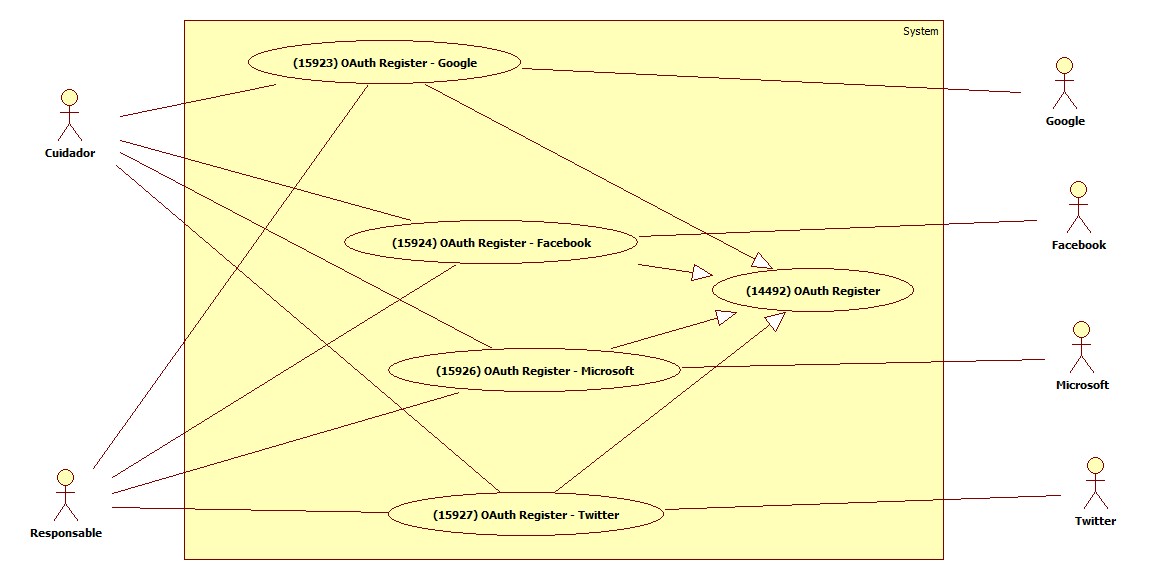 System
(15923) OAuth Register - Google
Google
Cuidador
(15924) OAuth Register - Facebook
Facebook
(14492) OAuth Register
(15926) OAuth Register - Microsoft
Microsoft
(15927) OAuth Register - Twitter
Twitter
Responsable